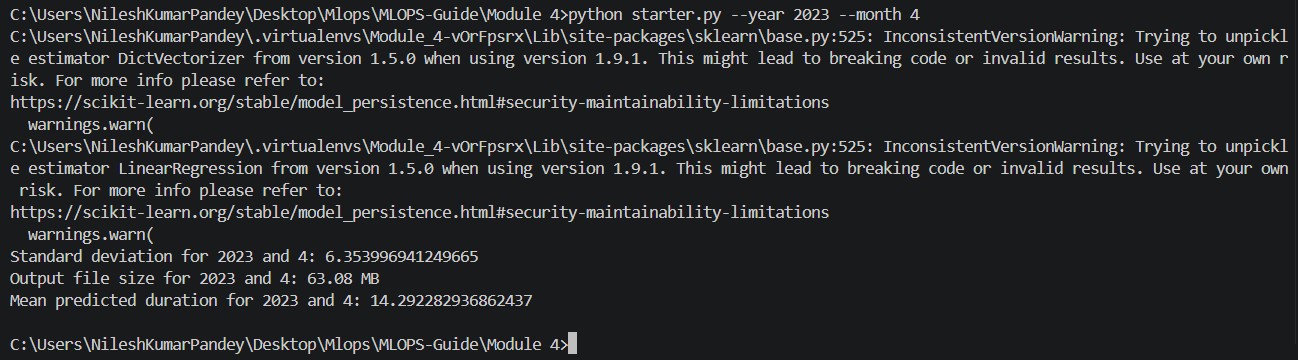 C:\Users\NileshKumarPandey\Desktop\Mlops\MLOPS-Guide\Module 4>python starter.py --year 2023 --month 4
C:\Users\NileshKumarPandey\.virtualenvs\Module_4-vOrFpsrx\Lib\site-packages\sklearn\base.py:525: InconsistentVersionWarning: Trying to unpickl
e estimator DictVectorizer from version 1.5.0 when using version 1.9.1. This might lead to breaking code or invalid results. Use at your own r
isk. For more info please refer to:
https://scikit-learn.org/stable/model_persistence.html#security-maintainability-limitations
  warnings.warn(
C:\Users\NileshKumarPandey\.virtualenvs\Module_4-vOrFpsrx\Lib\site-packages\sklearn\base.py:525: InconsistentVersionWarning: Trying to unpickl
e estimator LinearRegression from version 1.5.0 when using version 1.9.1. This might lead to breaking code or invalid results. Use at your own
 risk. For more info please refer to:
https://scikit-learn.org/stable/model_persistence.html#security-maintainability-limitations
  warnings.warn(
Standard deviation for 2023 and 4: 6.353996941249665
Output file size for 2023 and 4: 63.08 MB
Mean predicted duration for 2023 and 4: 14.292282936862437
C:\Users\NileshKumarPandey\Desktop\Mlops\MLOPS-Guide\Module 4>